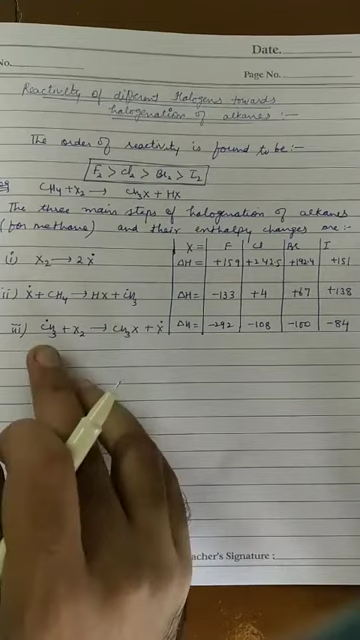 Date.
No.
Page No.
Reactivity of different Halogens towards
halogenation of alkanes :-
The order of reactivity is found to be:-
F₂ > Cl₂ > Br₂ > I₂
CH₄ + X₂ → CH₃X + HX
The three main steps of halogenation of alkanes
(for methane) and their enthalpy changes are :-
X = F Cl Br I
(i) X₂ → 2Ẋ ΔH = +159 +242.5 +192.4 +151
ii) Ẋ + CH₄ → HX + ĊH₃ ΔH = -133 +4 +67 +138
iii) ĊH₃ + X₂ → CH₃X + Ẋ ΔH = -292 -108 -100 -84
acher's Signature :